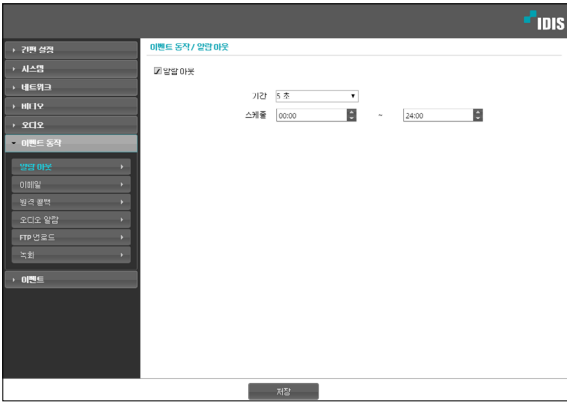 IDIS
간편 설정
시스템
네트워크
비디오
오디오
이벤트 동작
알람 아웃
이메일
원격 콜백
오디오 알람
FTP 업로드
녹화
이벤트
이벤트 동작 / 알람 아웃
알람 아웃
기간 5 초
스케줄 00:00 ~ 24:00
저장